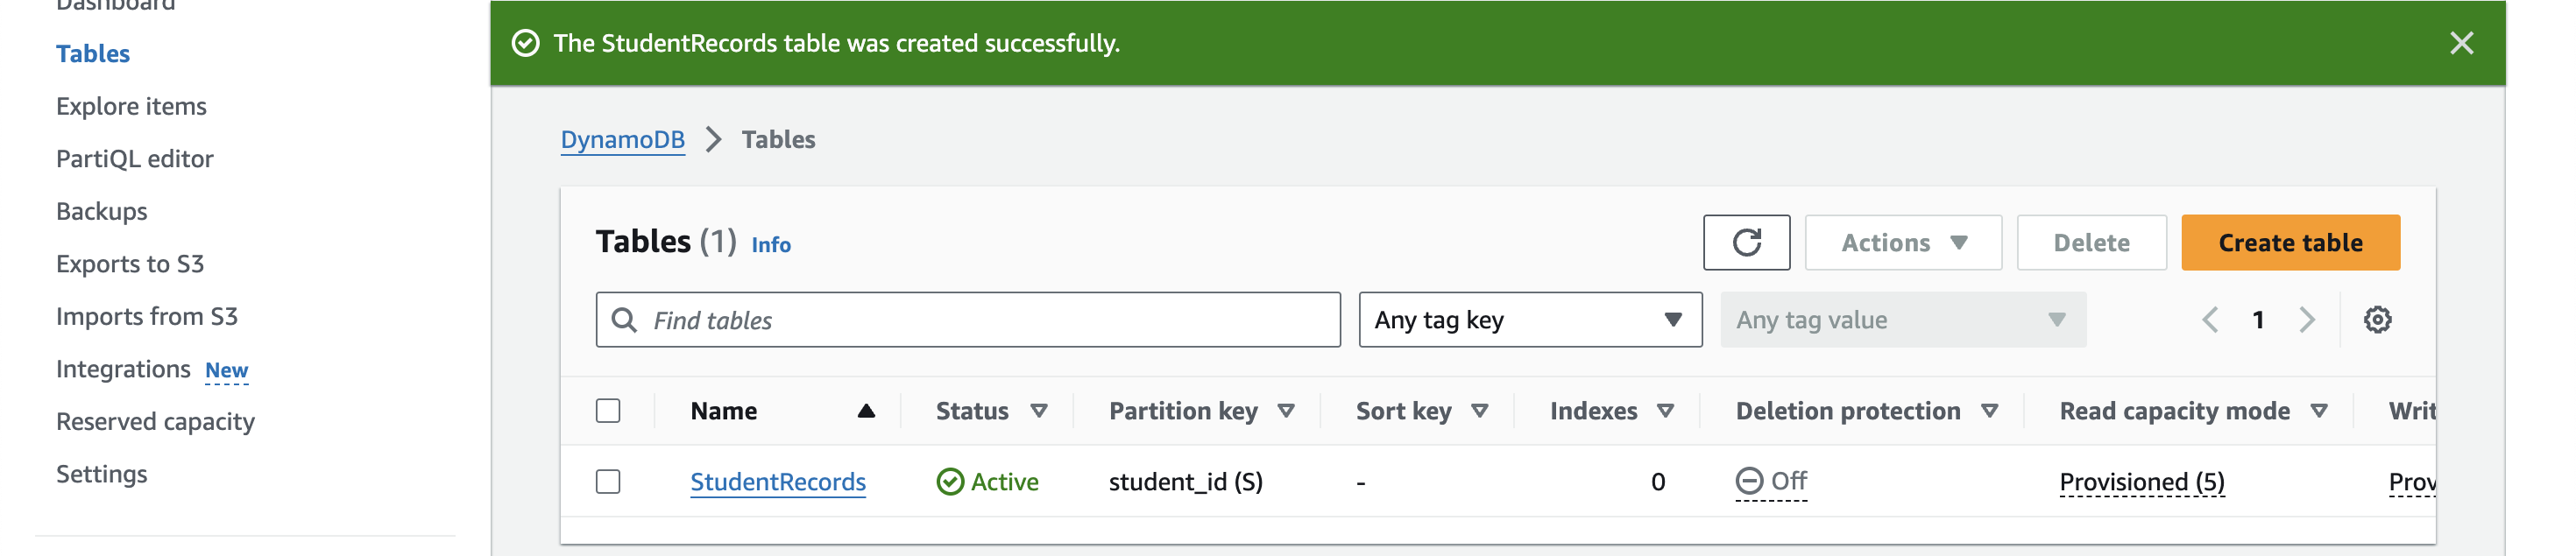 Dashboard
Tables
Explore items
PartiQL editor
Backups
Exports to S3
Imports from S3
Integrations New
Reserved capacity
Settings
The StudentRecords table was created successfully.
DynamoDB > Tables
Tables (1) Info
Actions
Delete
Create table
Find tables
Any tag key
Any tag value
1
Name Status Partition key Sort key Indexes Deletion protection Read capacity mode Writ
StudentRecords Active student_id (S) - 0 Off Provisioned (5) Prov